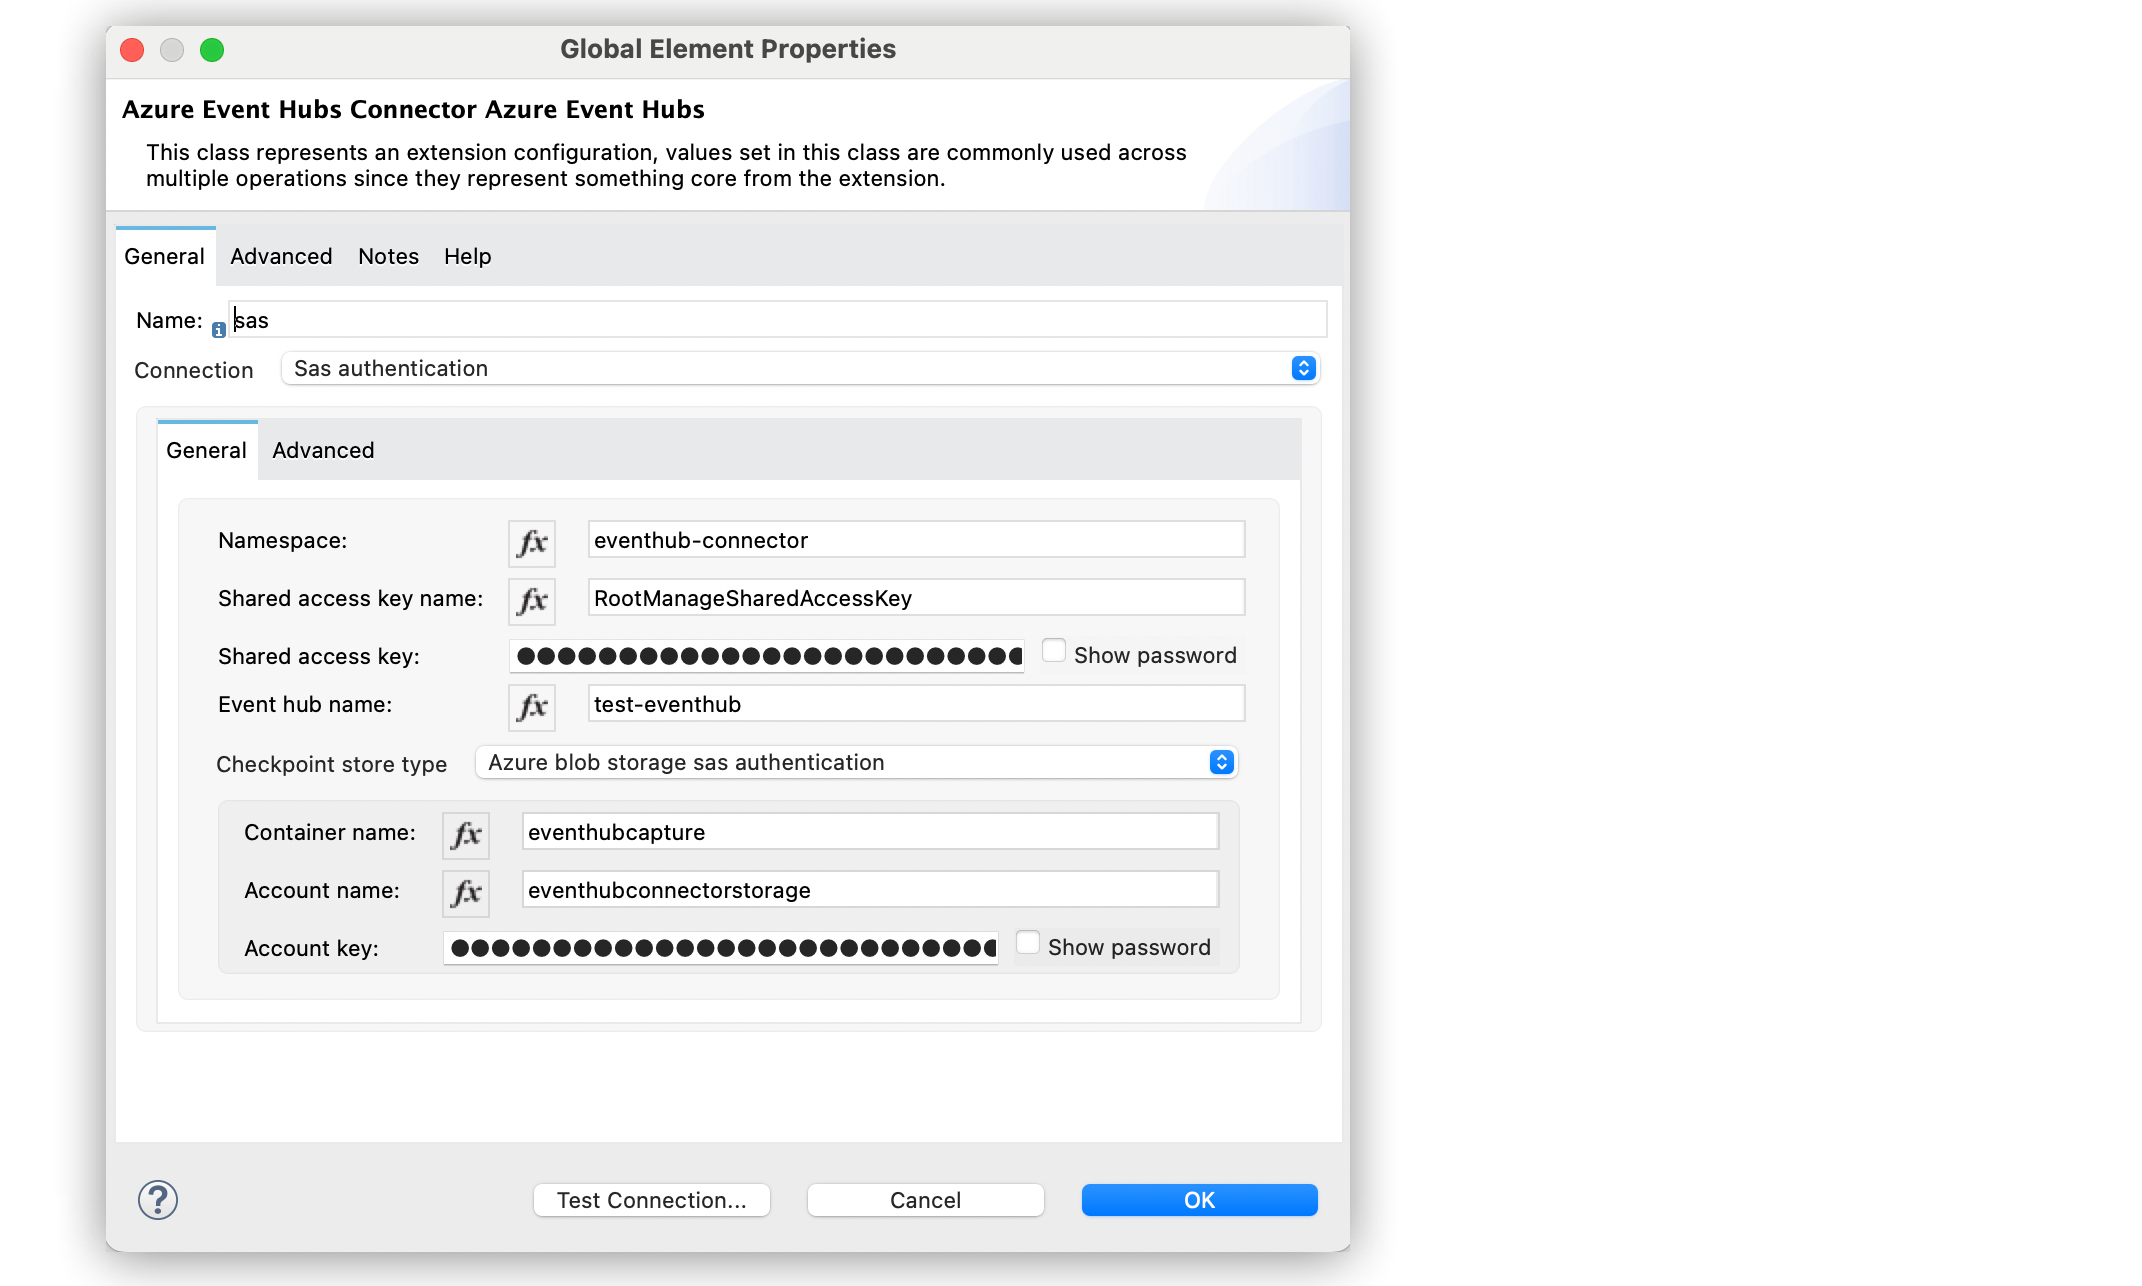 Global Element Properties
Azure Event Hubs Connector Azure Event Hubs
This class represents an extension configuration, values set in this class are commonly used across
multiple operations since they represent something core from the extension.
General Advanced Notes Help
Name: i sas
Connection Sas authentication
General Advanced
Namespace: fx eventhub-connector
Shared access key name: fx RootManageSharedAccessKey
Shared access key: ●●●●●●●●●●●●●●●●●●●●●●●●● Show password
Event hub name: fx test-eventhub
Checkpoint store type Azure blob storage sas authentication
Container name: fx eventhubcapture
Account name: fx eventhubconnectorstorage
Account key: ●●●●●●●●●●●●●●●●●●●●●●●●●●● Show password
? Test Connection... Cancel OK